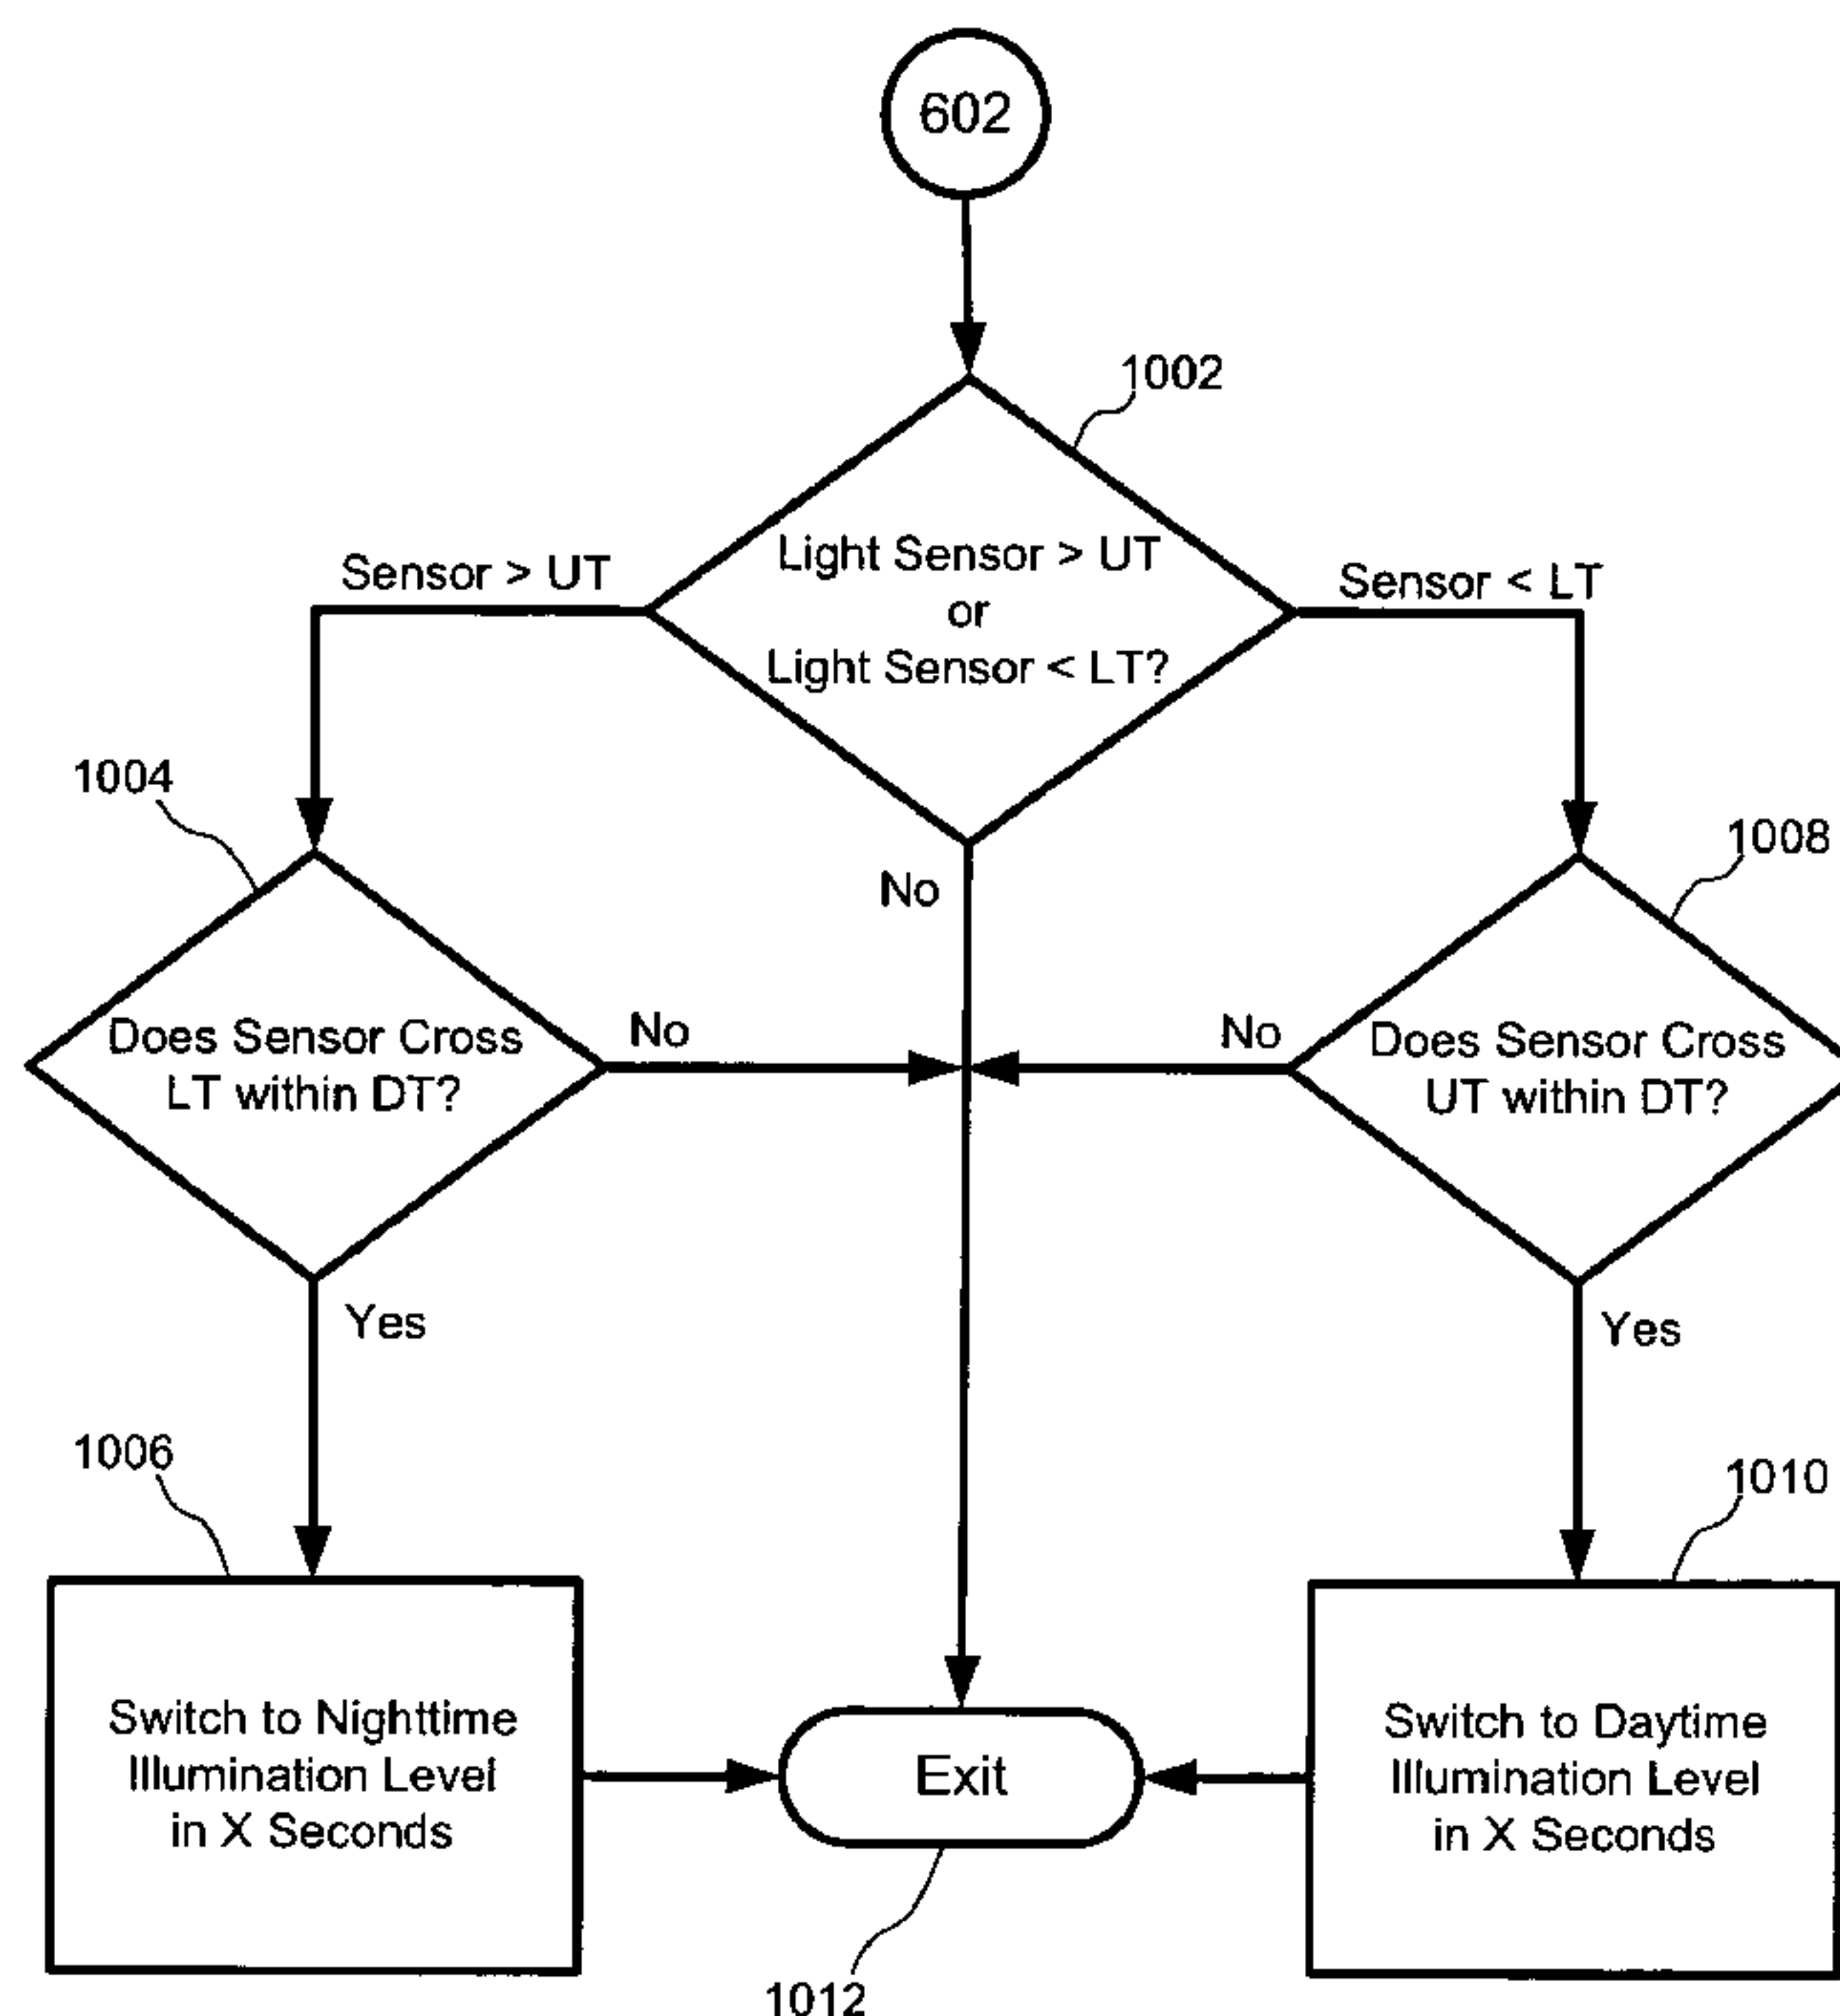 602
1002
Light Sensor > UT
or
Light Sensor < LT?
Sensor > UT
Sensor < LT
1004
1008
No
Does Sensor Cross
LT within DT?
No
No
Does Sensor Cross
UT within DT?
Yes
Yes
1006
1010
Switch to Nighttime
Illumination Level
in X Seconds
Exit
Switch to Daytime
Illumination Level
in X Seconds
1012